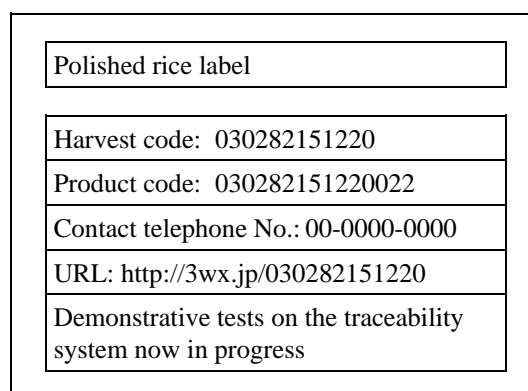 Polished rice label
Harvest code: 030282151220
Product code: 030282151220022
Contact telephone No.: 00-0000-0000
URL: http://3wx.jp/030282151220
Demonstrative tests on the traceability
system now in progress